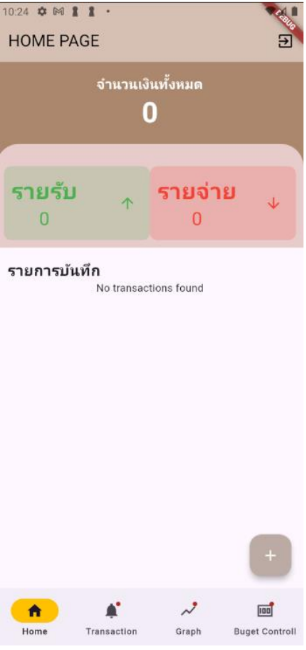 10:24
DEBUG
HOME PAGE
จำนวนเงินทั้งหมด
0
รายรับ
0
รายจ่าย
0
รายการบันทึก
No transactions found
+
Home
Transaction
Graph
Buget Controll